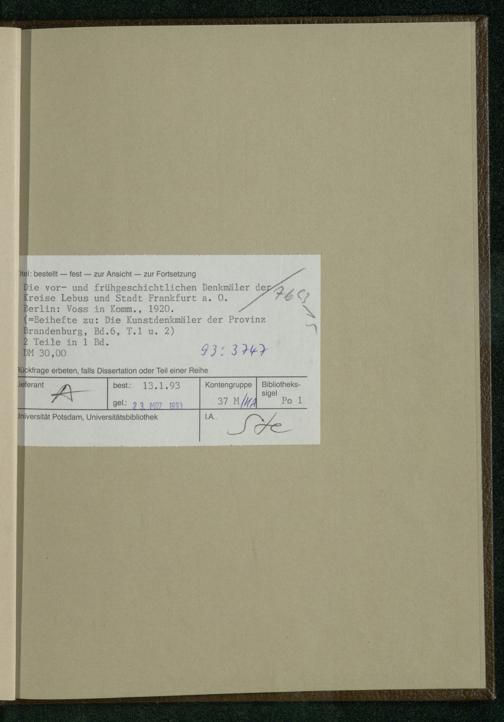 tel: bestellt — fest — zur Ansicht — zur Fortsetzung
Die vor- und frühgeschichtlichen Denkmäler der
Kreise Lebus und Stadt Frankfurt a. O.
Berlin: Voss in Komm., 1920.
(=Beihefte zu: Die Kunstdenkmäler der Provinz
Brandenburg, Bd.6, T.1 u. 2)
2 Teile in 1 Bd.
DM 30,00
93:3747
ückfrage erbeten, falls Dissertation oder Teil einer Reihe
ieferant A best.: 13.1.93 Kontengruppe Bibliotheks-
sigel
gel.: 37 M/ Po 1
niversität Potsdam, Universitätsbibliothek I.A.